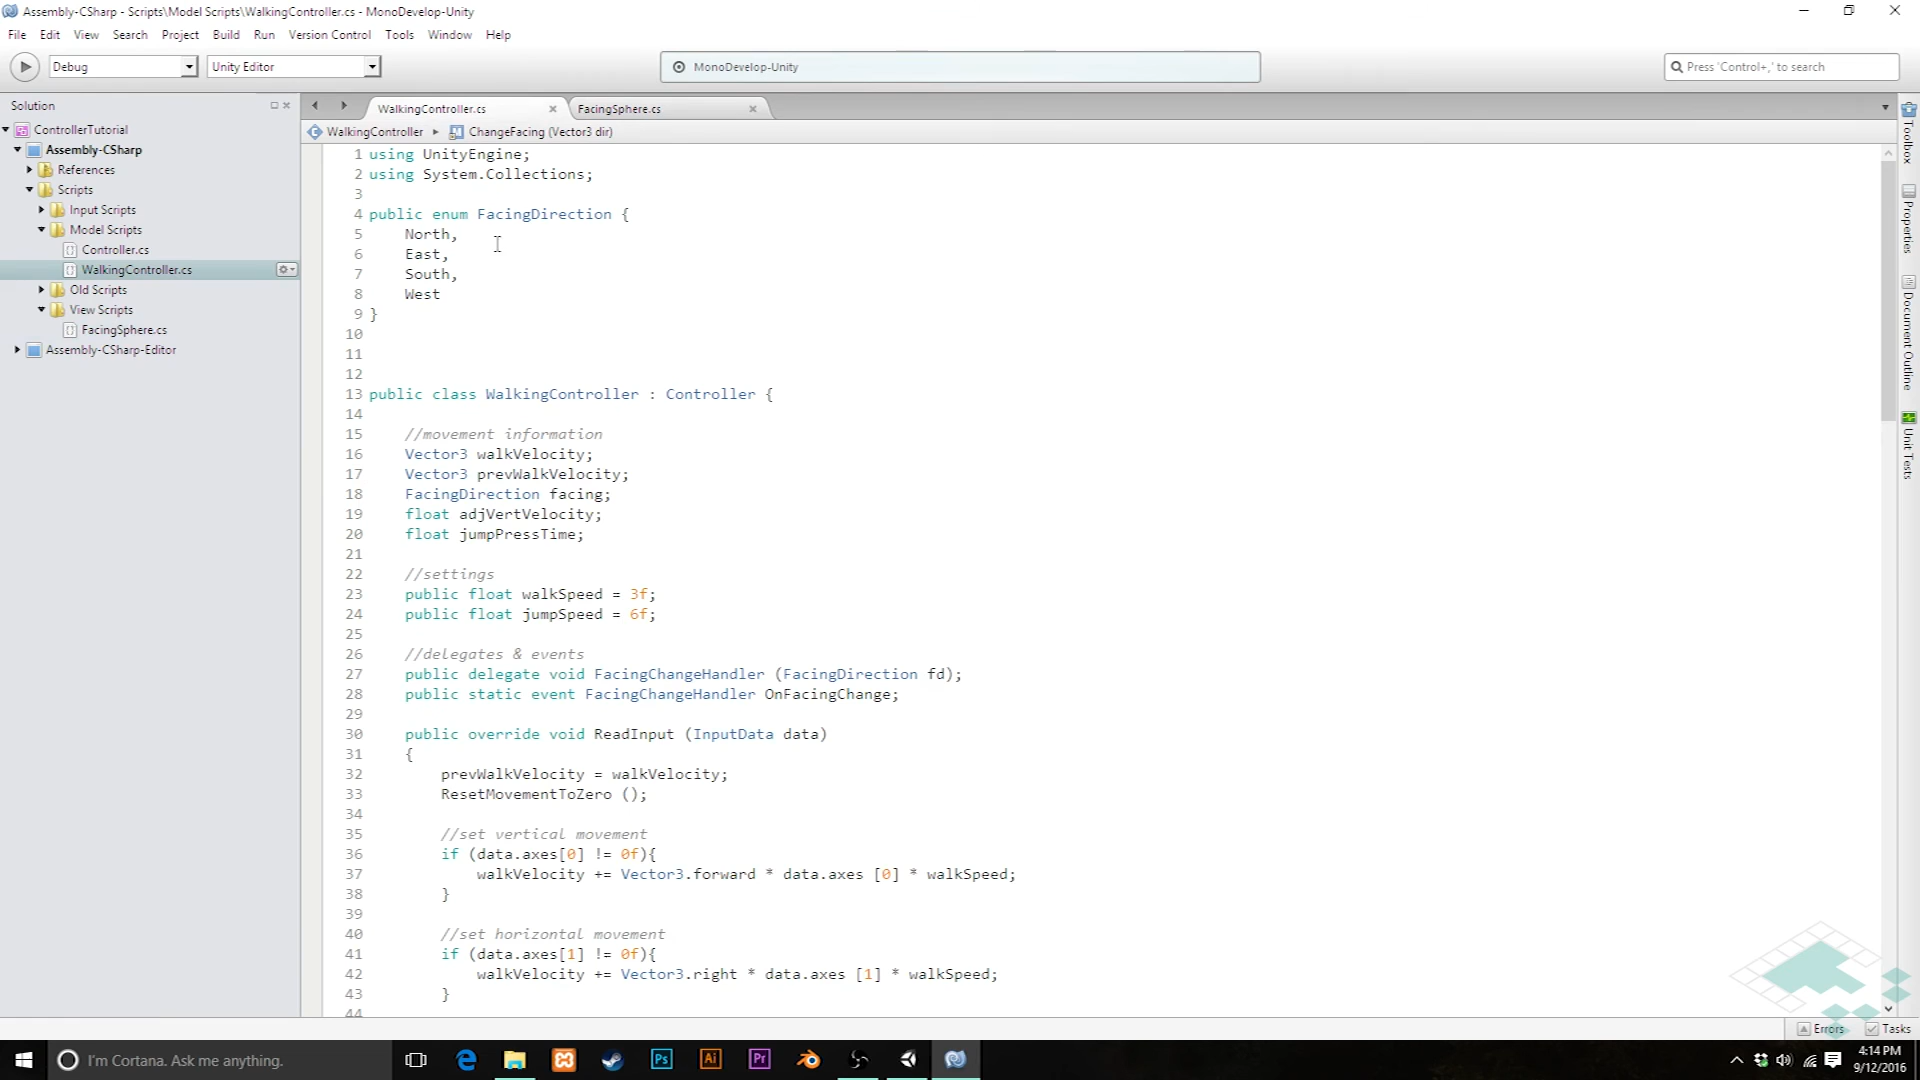 Assembly-CSharp - Scripts\Model Scripts\WalkingController.cs - MonoDevelop-Unity
File Edit View Search Project Build Run Version Control Tools Window Help
Debug Unity Editor MonoDevelop-Unity Press 'Control+,' to search
Solution
ControllerTutorial
Assembly-CSharp
References
Scripts
Input Scripts
Model Scripts
Controller.cs
WalkingController.cs
Old Scripts
View Scripts
FacingSphere.cs
Assembly-CSharp-Editor
WalkingController.cs FacingSphere.cs
WalkingController ChangeFacing (Vector3 dir)
1 using UnityEngine;
2 using System.Collections;
3
4 public enum FacingDirection {
5 North,
6 East,
7 South,
8 West
9 }
10
11
12
13 public class WalkingController : Controller {
14
15 //movement information
16 Vector3 walkVelocity;
17 Vector3 prevWalkVelocity;
18 FacingDirection facing;
19 float adjVertVelocity;
20 float jumpPressTime;
21
22 //settings
23 public float walkSpeed = 3f;
24 public float jumpSpeed = 6f;
25
26 //delegates & events
27 public delegate void FacingChangeHandler (FacingDirection fd);
28 public static event FacingChangeHandler OnFacingChange;
29
30 public override void ReadInput (InputData data)
31 {
32 prevWalkVelocity = walkVelocity;
33 ResetMovementToZero ();
34
35 //set vertical movement
36 if (data.axes[0] != 0f){
37 walkVelocity += Vector3.forward * data.axes [0] * walkSpeed;
38 }
39
40 //set horizontal movement
41 if (data.axes[1] != 0f){
42 walkVelocity += Vector3.right * data.axes [1] * walkSpeed;
43 }
44
Toolbox
Properties
Document Outline
Unit Tests
Errors Tasks
I'm Cortana. Ask me anything.
Ps Ai Pr
4:14 PM
9/12/2016